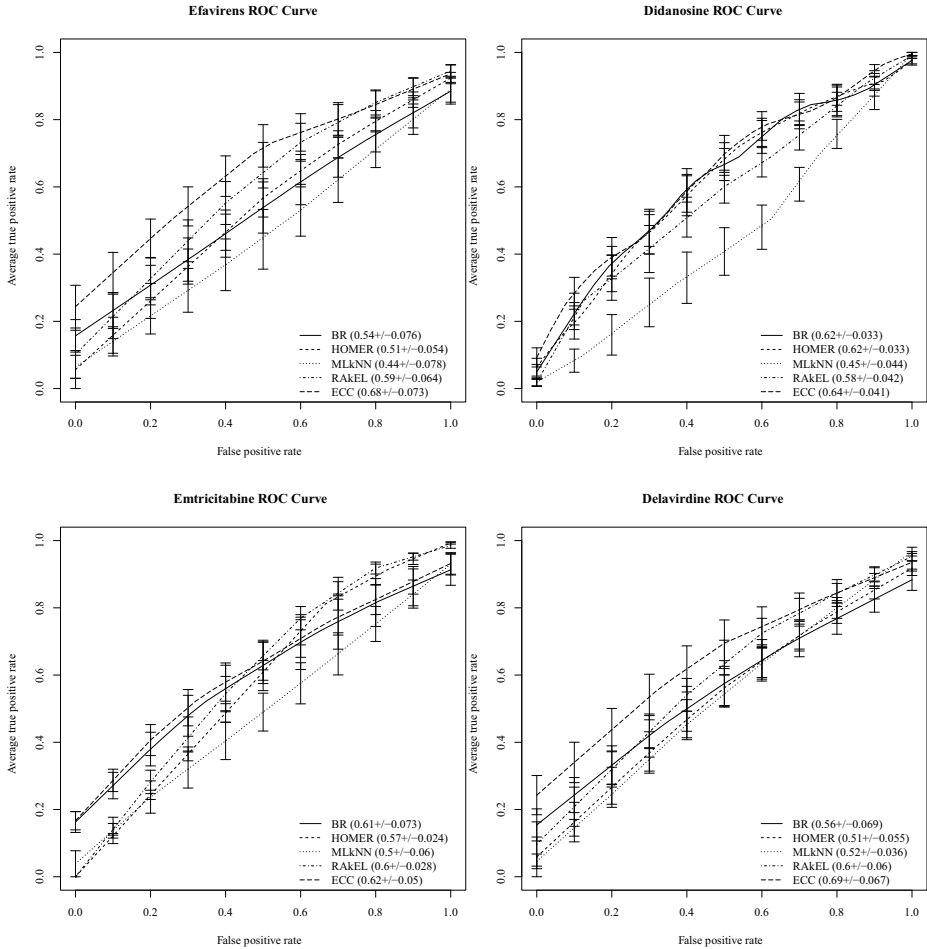 Efavirens ROC Curve
Average true positive rate
1.0
0.8
0.6
0.4
0.2
0.0
BR (0.54+/−0.076)
HOMER (0.51+/−0.054)
MLkNN (0.44+/−0.078)
RAkEL (0.59+/−0.064)
ECC (0.68+/−0.073)
0.0 0.2 0.4 0.6 0.8 1.0
False positive rate
Didanosine ROC Curve
Average true positive rate
1.0
0.8
0.6
0.4
0.2
0.0
BR (0.62+/−0.033)
HOMER (0.62+/−0.033)
MLkNN (0.45+/−0.044)
RAkEL (0.58+/−0.042)
ECC (0.64+/−0.041)
0.0 0.2 0.4 0.6 0.8 1.0
False positive rate
Emtricitabine ROC Curve
Average true positive rate
1.0
0.8
0.6
0.4
0.2
0.0
BR (0.61+/−0.073)
HOMER (0.57+/−0.024)
MLkNN (0.5+/−0.06)
RAkEL (0.6+/−0.028)
ECC (0.62+/−0.05)
0.0 0.2 0.4 0.6 0.8 1.0
False positive rate
Delavirdine ROC Curve
Average true positive rate
1.0
0.8
0.6
0.4
0.2
0.0
BR (0.56+/−0.069)
HOMER (0.51+/−0.055)
MLkNN (0.52+/−0.036)
RAkEL (0.6+/−0.06)
ECC (0.69+/−0.067)
0.0 0.2 0.4 0.6 0.8 1.0
False positive rate